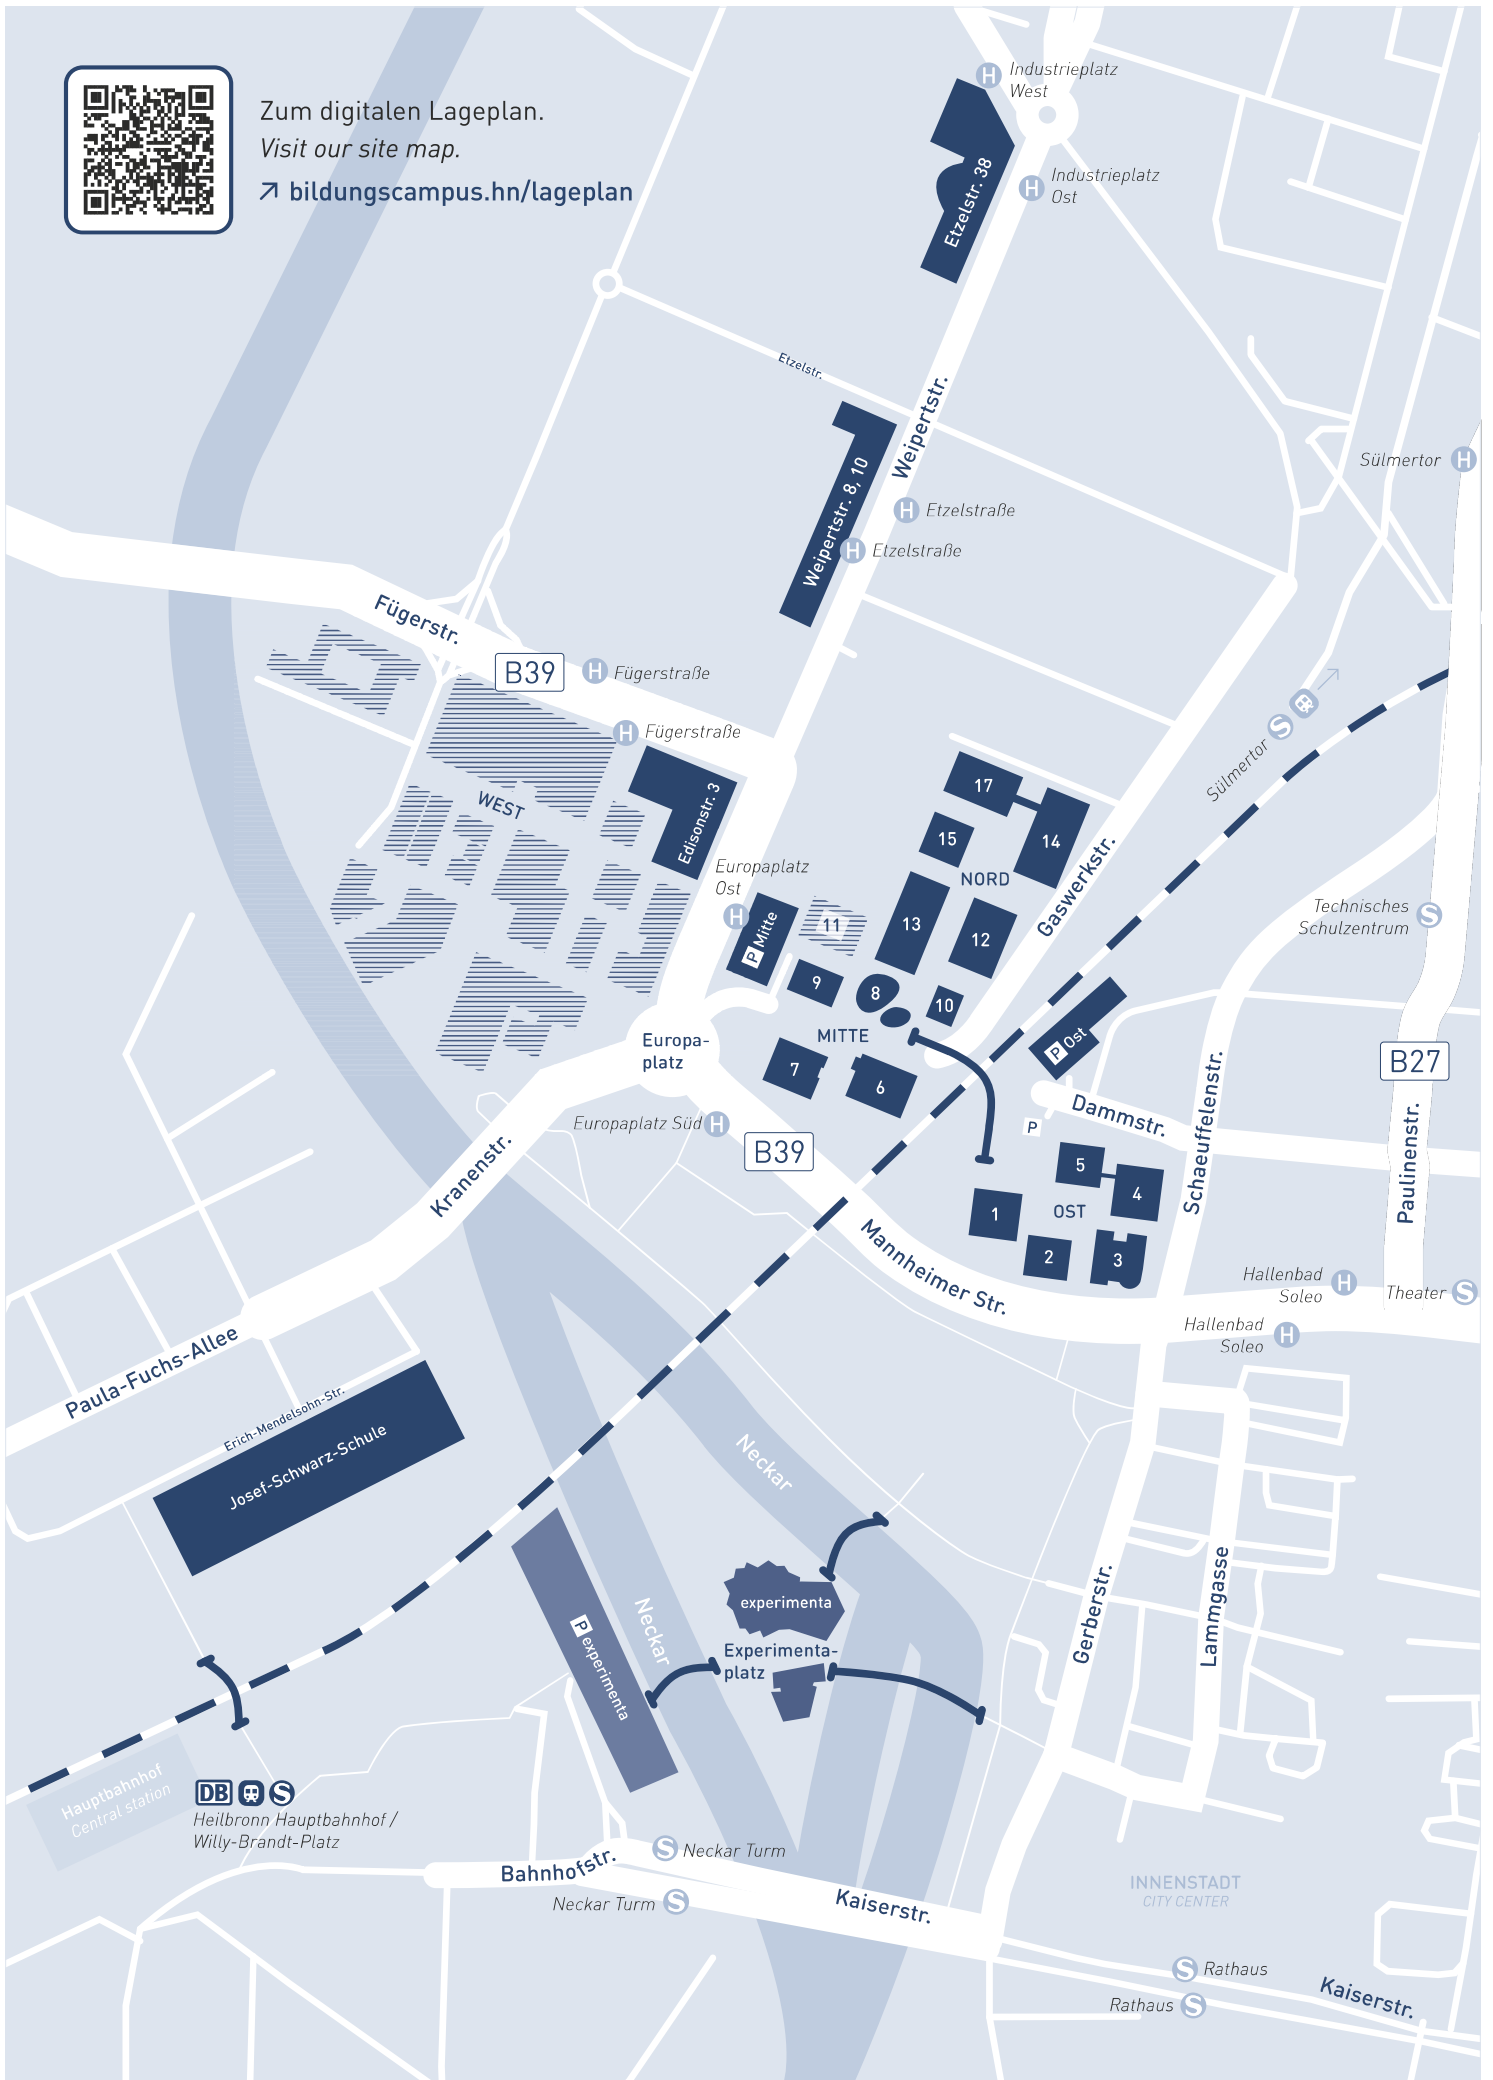 Zum digitalen Lageplan.
Visit our site map.
bildungscampus.hn/lageplan
H Industrieplatz
West
Etzelstr. 38
H Industrieplatz
Ost
Etzelstr.
Weipertstr.
Weipertstr. 8, 10
Sülmertor H
H Etzelstraße
H Etzelstraße
Fügerstr.
B39
H Fügerstraße
H Fügerstraße
Sülmertor S
WEST
Edisonstr. 3
17
14
15
NORD
Gaswerkstr.
Europaplatz
Ost
H
P Mitte
11
13
12
Technisches
Schulzentrum
S
9
8
10
MITTE
Europa-
platz
7
6
P Ost
B27
Europaplatz Süd H
B39
Dammstr.
P
Schaeuffelenstr.
Paulinenstr.
Kranenstr.
5
4
1
OST
2
3
Mannheimer Str.
Hallenbad
Soleo
H
Theater S
Hallenbad
Soleo
H
Paula-Fuchs-Allee
Erich-Mendelsohn-Str.
Josef-Schwarz-Schule
Neckar
experimenta
Neckar
P experimenta
Experimenta-
platz
Gerberstr.
Lammgasse
Hauptbahnhof
Central station
DB S
Heilbronn Hauptbahnhof /
Willy-Brandt-Platz
S Neckar Turm
Bahnhofstr.
Neckar Turm S
Kaiserstr.
INNENSTADT
CITY CENTER
S Rathaus
Rathaus S
Kaiserstr.